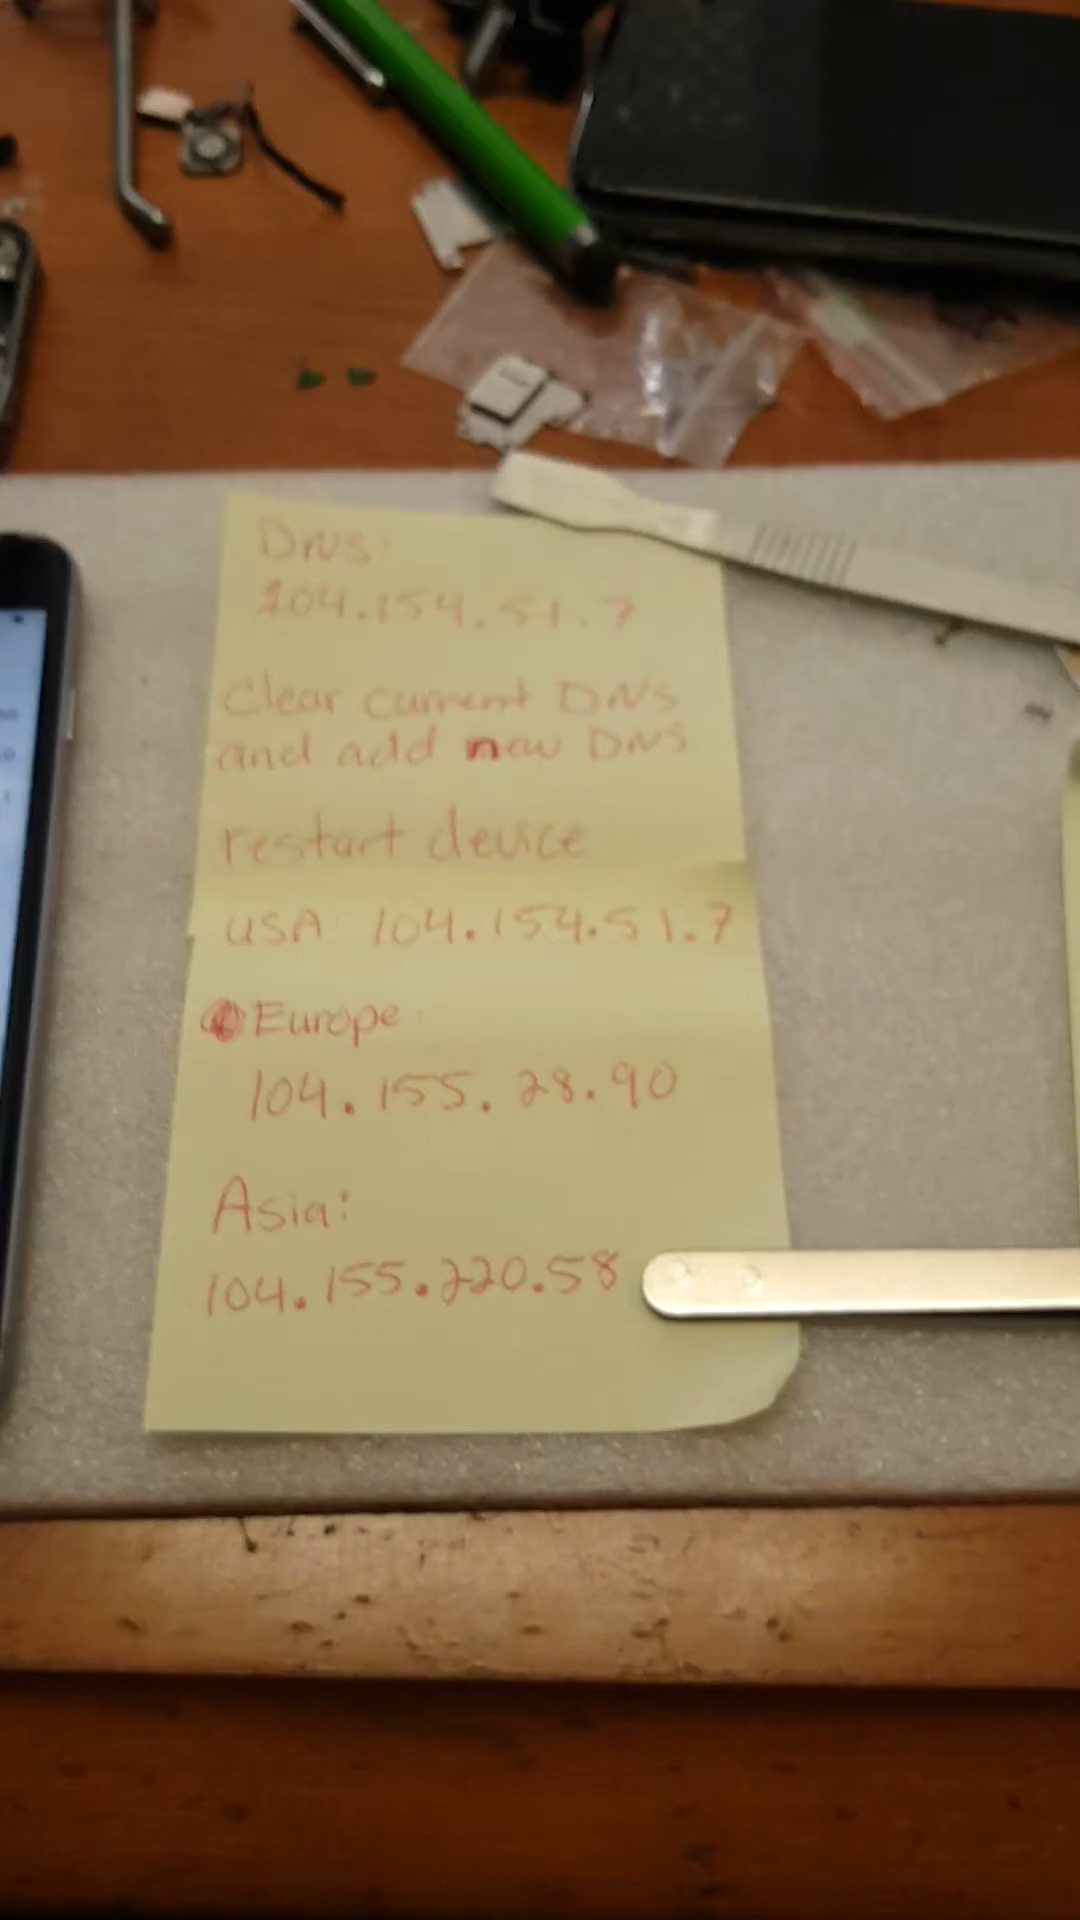 DNS:
104.154.51.7
Clear current DNS
and add new DNS
restart device
USA 104.154.51.7
Europe:
104.155.28.90
Asia:
104.155.220.58